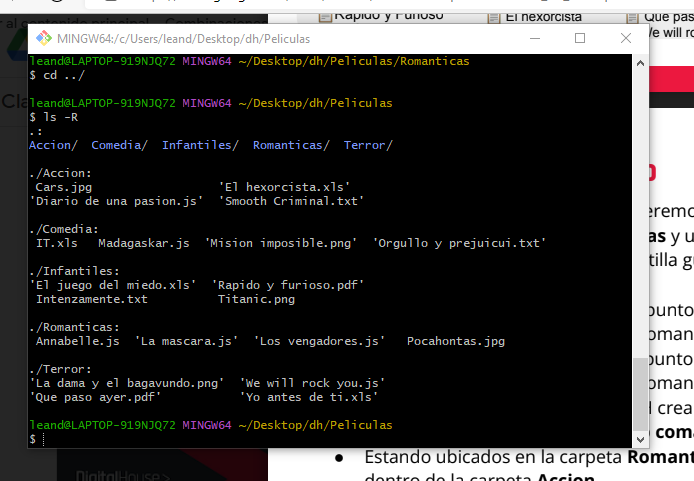 Rapido y Furioso
El hexorcista
Que paso
We will ro
al contenido principal
Combinaciones
MINGW64:/c/Users/leand/Desktop/dh/Peliculas
leand@LAPTOP-919NJQ72 MINGW64 ~/Desktop/dh/Peliculas/Romanticas
$ cd ../
leand@LAPTOP-919NJQ72 MINGW64 ~/Desktop/dh/Peliculas
$ ls -R
.:
Accion/ Comedia/ Infantiles/ Romanticas/ Terror/
./Accion:
Cars.jpg 'El hexorcista.xls'
'Diario de una pasion.js' 'Smooth Criminal.txt'
./Comedia:
IT.xls Madagaskar.js 'Mision imposible.png' 'Orgullo y prejuicui.txt'
./Infantiles:
'El juego del miedo.xls' 'Rapido y furioso.pdf'
Intenzamente.txt Titanic.png
./Romanticas:
Annabelle.js 'La mascara.js' 'Los vengadores.js' Pocahontas.jpg
./Terror:
'La dama y el bagavundo.png' 'We will rock you.js'
'Que paso ayer.pdf' 'Yo antes de ti.xls'
leand@LAPTOP-919NJQ72 MINGW64 ~/Desktop/dh/Peliculas
$
Cla
eremo
as y u
tilla gu
punto
oman
punto
oman
l crea
coma
Estando ubicados en la carpeta Romant
dentro de la carpeta Accion.
DigitalHouse>